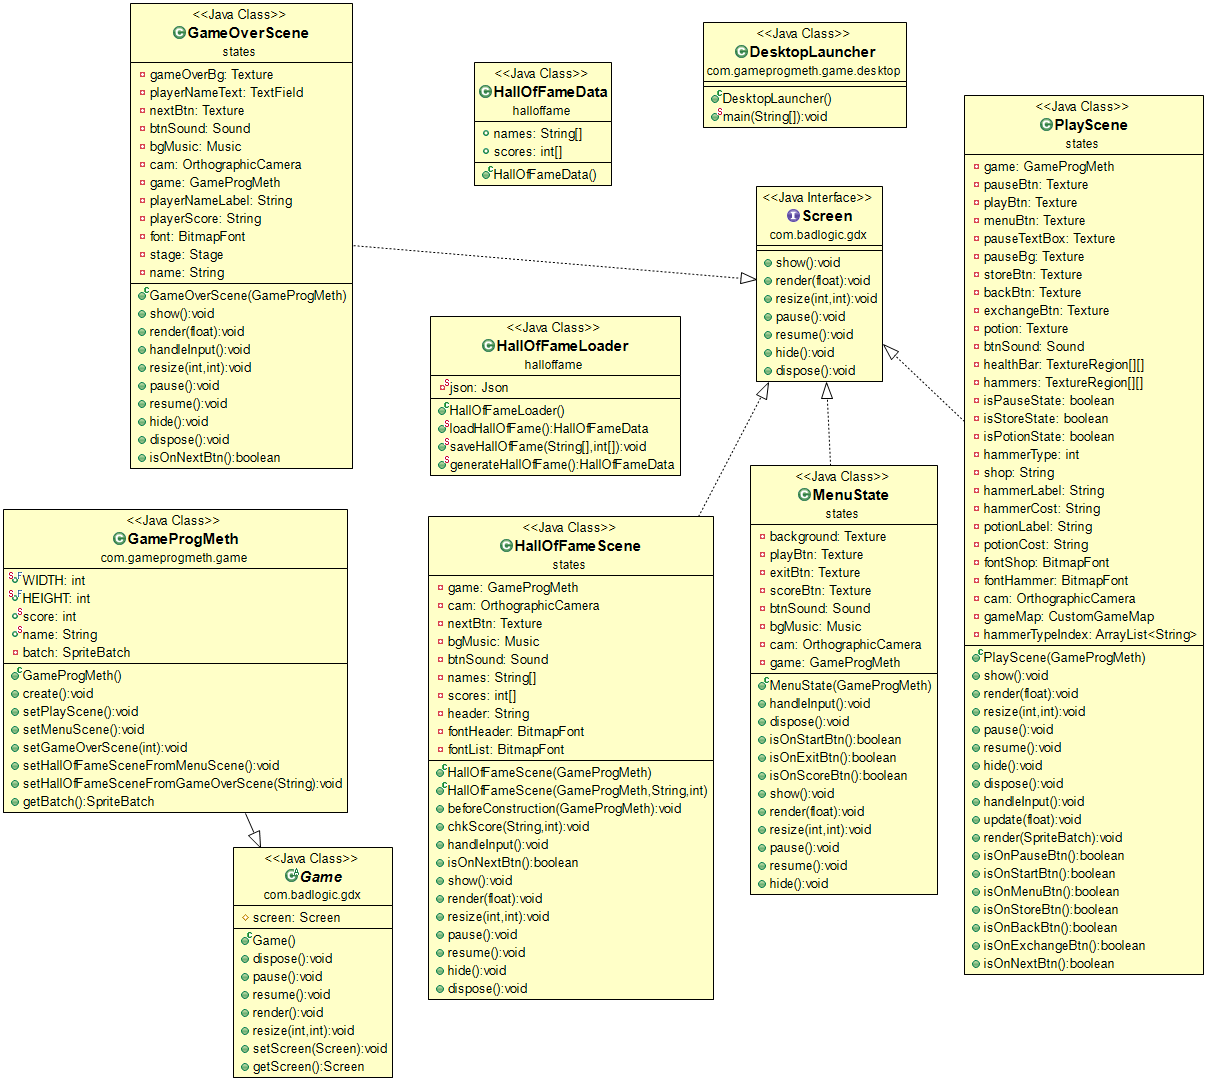 <<Java Class>>
GameOverScene
states
gameOverBg: Texture
playerNameText: TextField
nextBtn: Texture
btnSound: Sound
bgMusic: Music
cam: OrthographicCamera
game: GameProgMeth
playerNameLabel: String
playerScore: String
font: BitmapFont
stage: Stage
name: String
GameOverScene(GameProgMeth)
show():void
render(float):void
handleInput():void
resize(int,int):void
pause():void
resume():void
hide():void
dispose():void
isOnNextBtn():boolean
<<Java Class>>
HallOfFameData
halloffame
names: String[]
scores: int[]
HallOfFameData()
<<Java Class>>
DesktopLauncher
com.gameprogmeth.game.desktop
DesktopLauncher()
main(String[]):void
<<Java Interface>>
Screen
com.badlogic.gdx
show():void
render(float):void
resize(int,int):void
pause():void
resume():void
hide():void
dispose():void
<<Java Class>>
PlayScene
states
game: GameProgMeth
pauseBtn: Texture
playBtn: Texture
menuBtn: Texture
pauseTextBox: Texture
pauseBg: Texture
storeBtn: Texture
backBtn: Texture
exchangeBtn: Texture
potion: Texture
btnSound: Sound
healthBar: TextureRegion[][]
hammers: TextureRegion[][]
isPauseState: boolean
isStoreState: boolean
isPotionState: boolean
hammerType: int
shop: String
hammerLabel: String
hammerCost: String
potionLabel: String
potionCost: String
fontShop: BitmapFont
fontHammer: BitmapFont
cam: OrthographicCamera
gameMap: CustomGameMap
hammerTypeIndex: ArrayList<String>
PlayScene(GameProgMeth)
show():void
render(float):void
resize(int,int):void
pause():void
resume():void
hide():void
dispose():void
handleInput():void
update(float):void
render(SpriteBatch):void
isOnPauseBtn():boolean
isOnStartBtn():boolean
isOnMenuBtn():boolean
isOnStoreBtn():boolean
isOnBackBtn():boolean
isOnExchangeBtn():boolean
isOnNextBtn():boolean
<<Java Class>>
HallOfFameLoader
halloffame
json: Json
HallOfFameLoader()
loadHallOfFame():HallOfFameData
saveHallOfFame(String[],int[]):void
generateHallOfFame():HallOfFameData
<<Java Class>>
GameProgMeth
com.gameprogmeth.game
WIDTH: int
HEIGHT: int
score: int
name: String
batch: SpriteBatch
GameProgMeth()
create():void
setPlayScene():void
setMenuScene():void
setGameOverScene(int):void
setHallOfFameSceneFromMenuScene():void
setHallOfFameSceneFromGameOverScene(String):void
getBatch():SpriteBatch
<<Java Class>>
HallOfFameScene
states
game: GameProgMeth
cam: OrthographicCamera
nextBtn: Texture
bgMusic: Music
btnSound: Sound
names: String[]
scores: int[]
header: String
fontHeader: BitmapFont
fontList: BitmapFont
HallOfFameScene(GameProgMeth)
HallOfFameScene(GameProgMeth,String,int)
beforeConstruction(GameProgMeth):void
chkScore(String,int):void
handleInput():void
isOnNextBtn():boolean
show():void
render(float):void
resize(int,int):void
pause():void
resume():void
hide():void
dispose():void
<<Java Class>>
MenuState
states
background: Texture
playBtn: Texture
exitBtn: Texture
scoreBtn: Texture
btnSound: Sound
bgMusic: Music
cam: OrthographicCamera
game: GameProgMeth
MenuState(GameProgMeth)
handleInput():void
dispose():void
isOnStartBtn():boolean
isOnExitBtn():boolean
isOnScoreBtn():boolean
show():void
render(float):void
resize(int,int):void
pause():void
resume():void
hide():void
<<Java Class>>
Game
com.badlogic.gdx
screen: Screen
Game()
dispose():void
pause():void
resume():void
render():void
resize(int,int):void
setScreen(Screen):void
getScreen():Screen